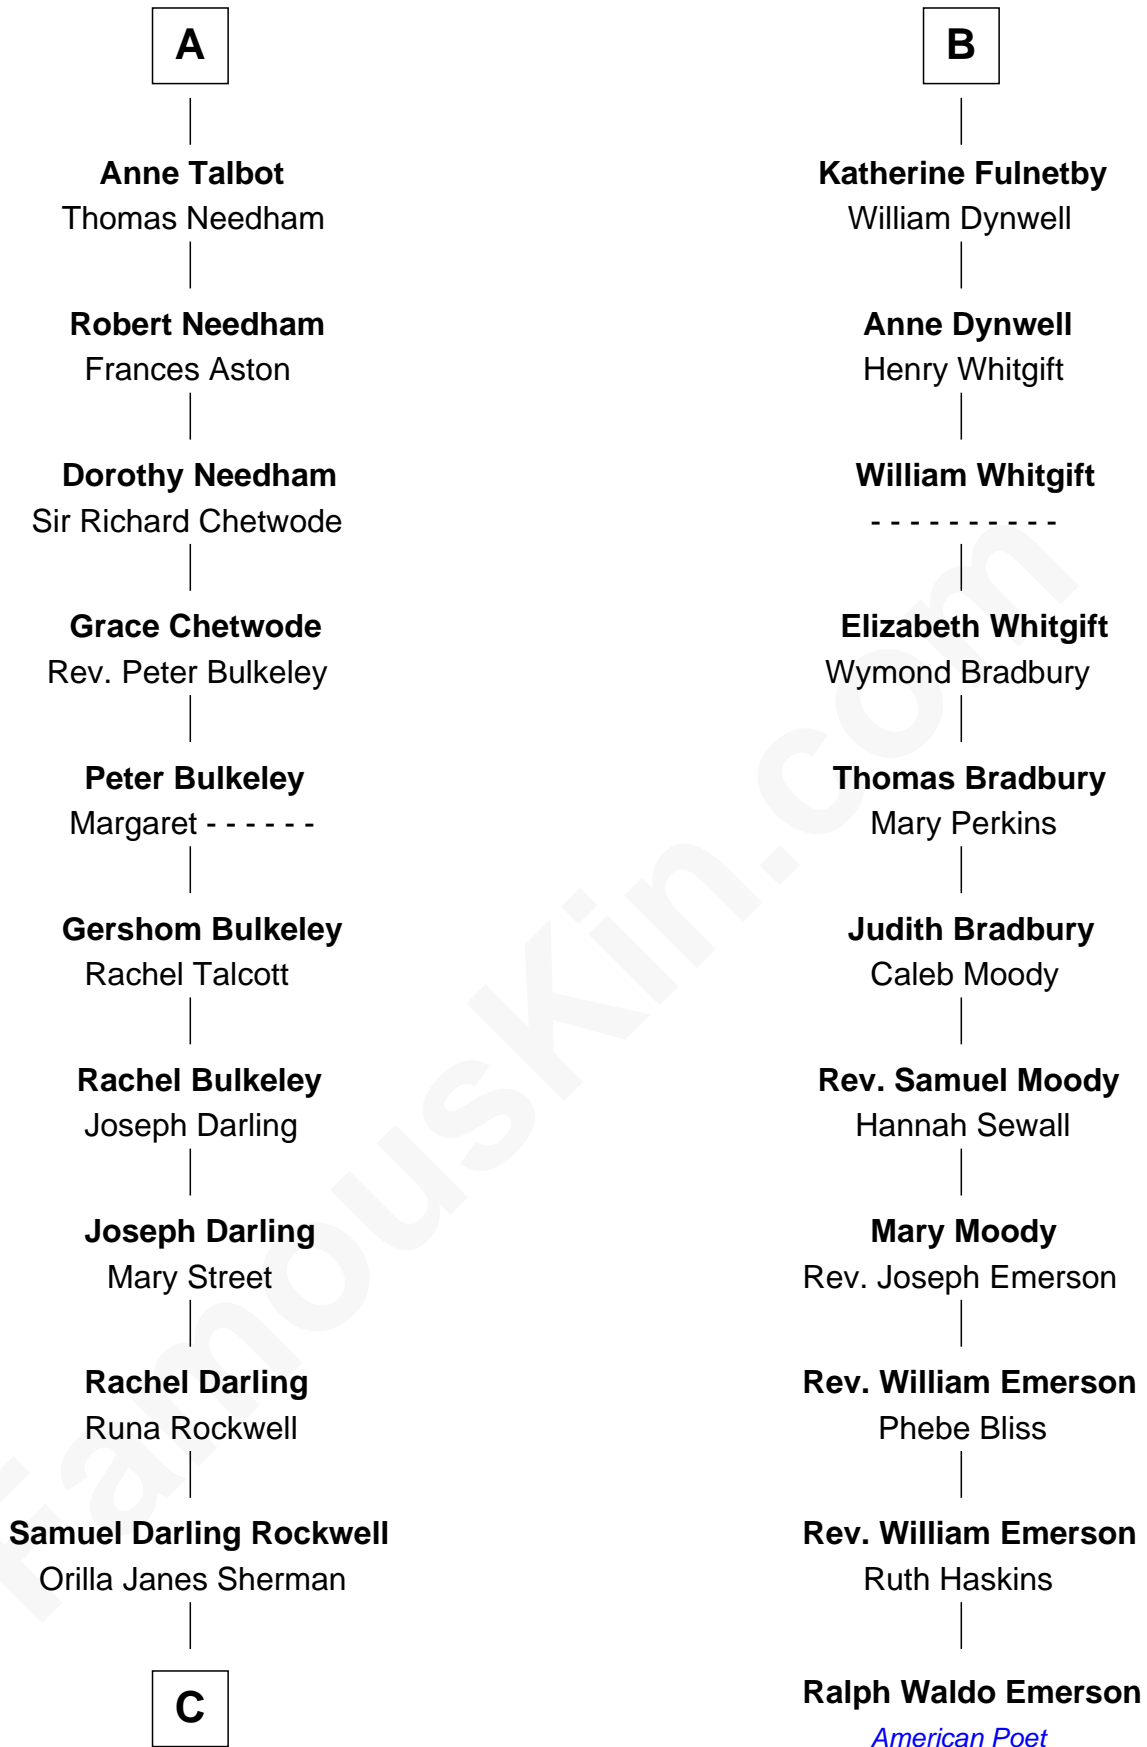 A
Anne Talbot
Thomas Needham
Robert Needham
Frances Aston
Dorothy Needham
Sir Richard Chetwode
Grace Chetwode
Rev. Peter Bulkeley
Peter Bulkeley
Margaret - - - - - -
Gershom Bulkeley
Rachel Talcott
Rachel Bulkeley
Joseph Darling
Joseph Darling
Mary Street
Rachel Darling
Runa Rockwell
Samuel Darling Rockwell
Orilla Janes Sherman
C
B
Katherine Fulnetby
William Dynwell
Anne Dynwell
Henry Whitgift
William Whitgift
- - - - - - - - - -
Elizabeth Whitgift
Wymond Bradbury
Thomas Bradbury
Mary Perkins
Judith Bradbury
Caleb Moody
Rev. Samuel Moody
Hannah Sewall
Mary Moody
Rev. Joseph Emerson
Rev. William Emerson
Phebe Bliss
Rev. William Emerson
Ruth Haskins
Ralph Waldo Emerson
American Poet
FamousKin.com